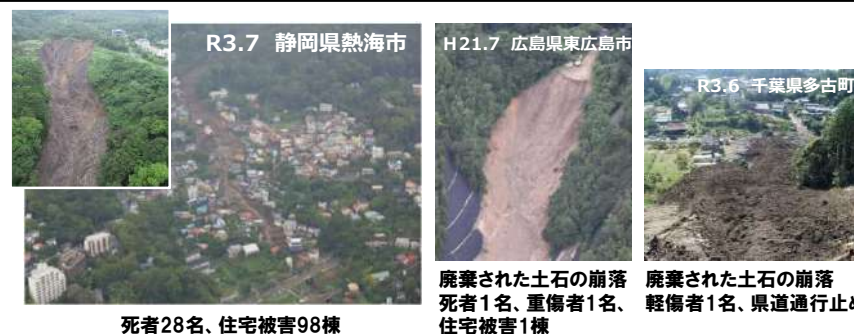 R3.7 静岡県熱海市
死者28名、住宅被害98棟
H21.7 広島県東広島市
廃棄された土石の崩落
死者1名、重傷者1名、
住宅被害1棟
R3.6 千葉県多古町
廃棄された土石の崩落
軽傷者1名、県道通行止